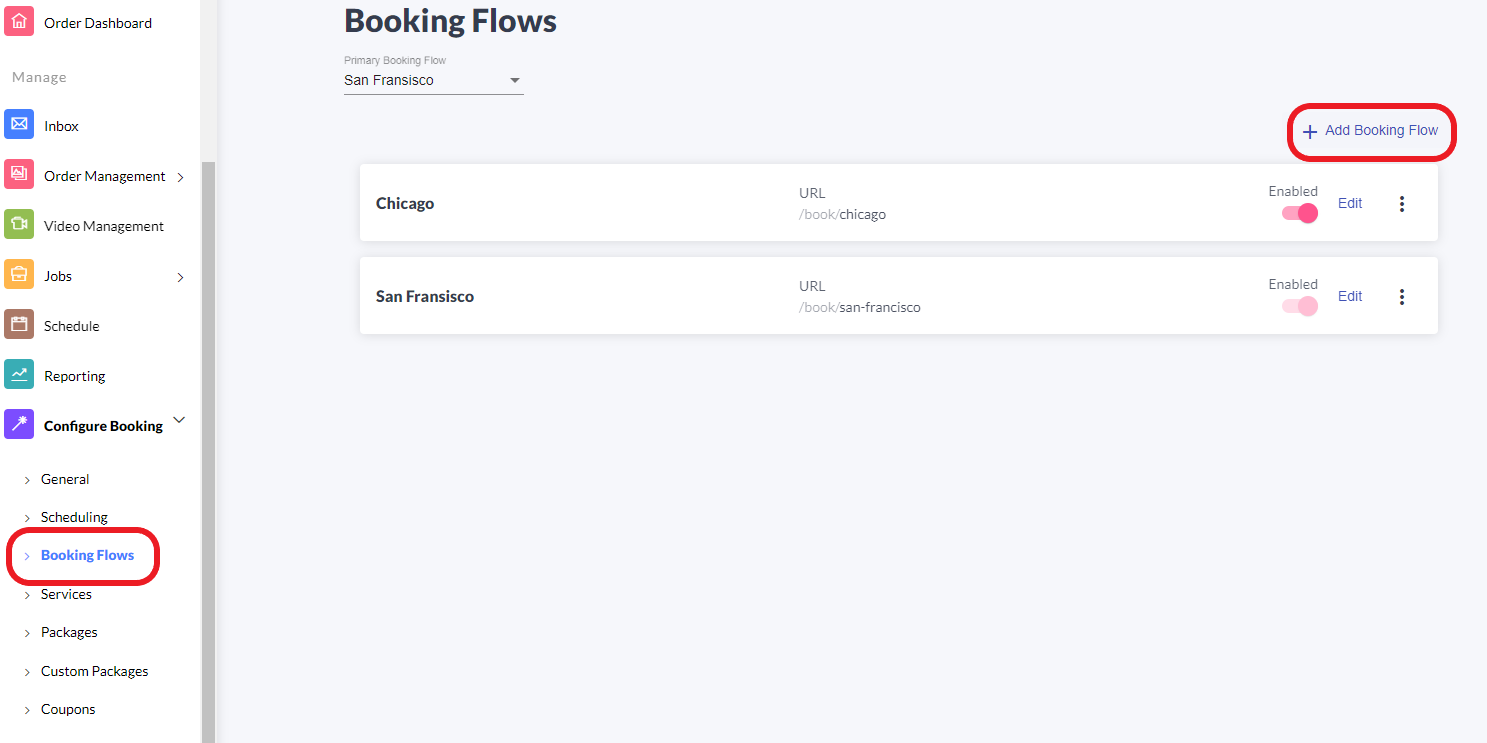 Order Dashboard
Manage
Inbox
Order Management
Video Management
Jobs
Schedule
Reporting
Configure Booking
General
Scheduling
Booking Flows
Services
Packages
Custom Packages
Coupons
Booking Flows
Primary Booking Flow
San Fransisco
+ Add Booking Flow
Chicago
URL
/book/chicago
Enabled
Edit
San Fransisco
URL
/book/san-francisco
Enabled
Edit